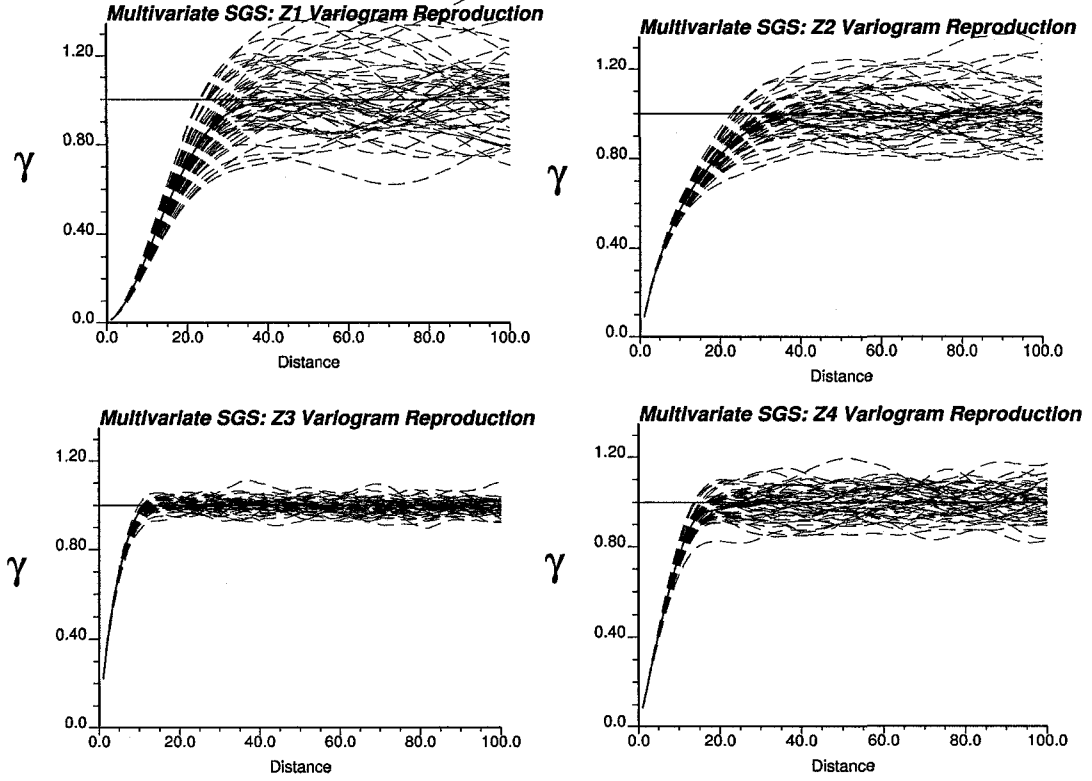 Multivariate SGS: Z1 Variogram Reproduction
1.20
0.80
0.40
0.0
γ
0.0 20.0 40.0 60.0 80.0 100.0
Distance
Multivariate SGS: Z2 Variogram Reproduction
1.20
0.80
0.40
0.0
γ
0.0 20.0 40.0 60.0 80.0 100.0
Distance
Multivariate SGS: Z3 Variogram Reproduction
1.20
0.80
0.40
0.0
γ
0.0 20.0 40.0 60.0 80.0 100.0
Distance
Multivariate SGS: Z4 Variogram Reproduction
1.20
0.80
0.40
0.0
γ
0.0 20.0 40.0 60.0 80.0 100.0
Distance